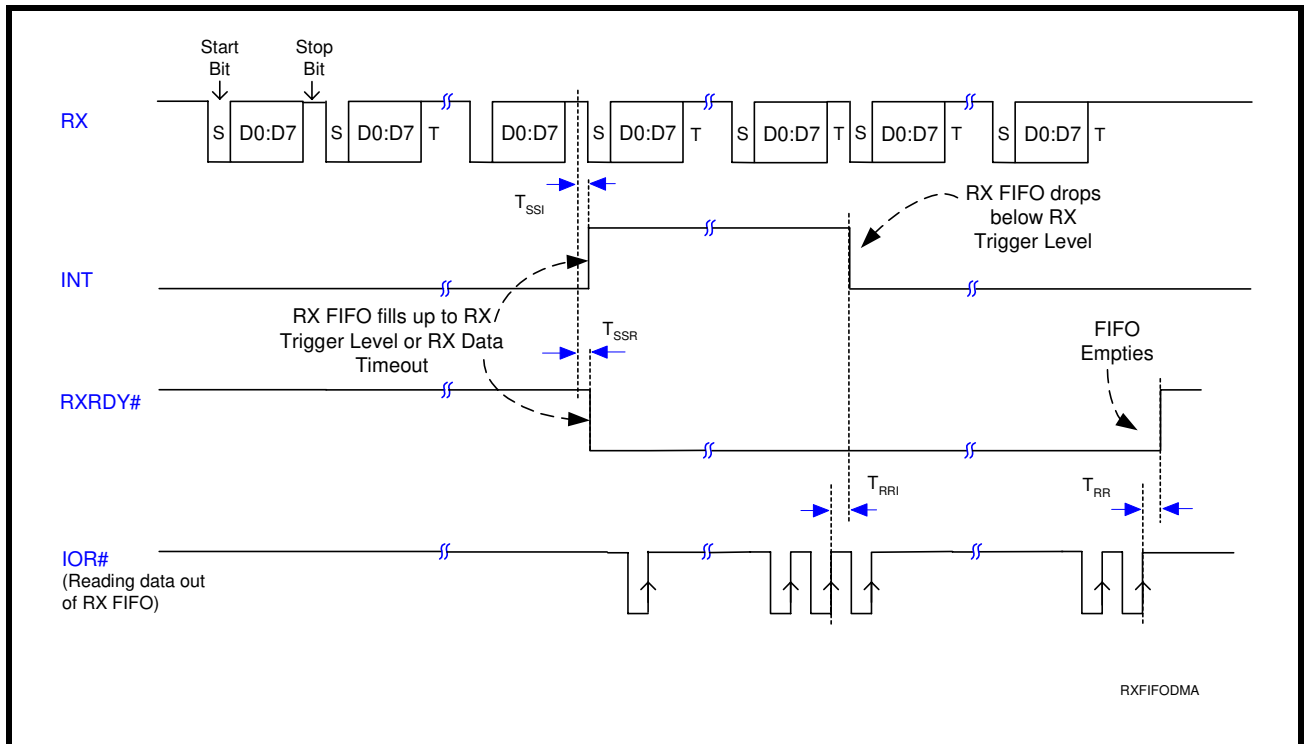 Start
Bit
Stop
Bit
RX
S D0:D7 S D0:D7 T D0:D7 S D0:D7 T S D0:D7 T S D0:D7 T S D0:D7 T
TSSI
RX FIFO drops
below RX
Trigger Level
INT
RX FIFO fills up to RX
Trigger Level or RX Data
Timeout
TSSR
FIFO
Empties
RXRDY#
TRRI
TRR
IOR#
(Reading data out
of RX FIFO)
RXFIFODMA